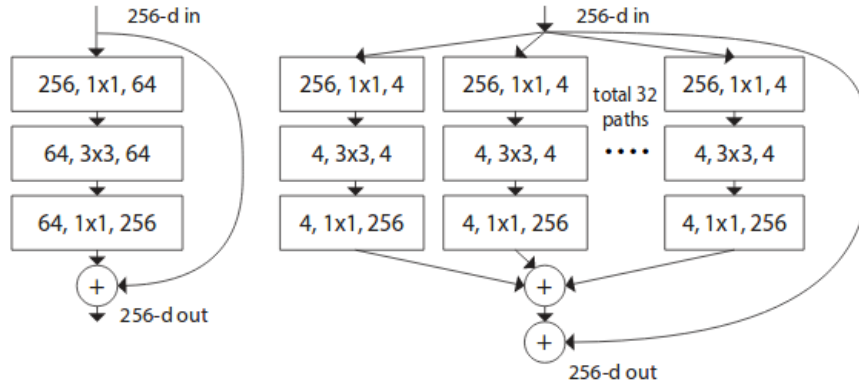 256-d in
256, 1x1, 64
64, 3x3, 64
64, 1x1, 256
+
256-d out
256-d in
256, 1x1, 4
256, 1x1, 4
total 32
paths
....
256, 1x1, 4
4, 3x3, 4
4, 3x3, 4
4, 3x3, 4
4, 1x1, 256
4, 1x1, 256
4, 1x1, 256
+
+
256-d out